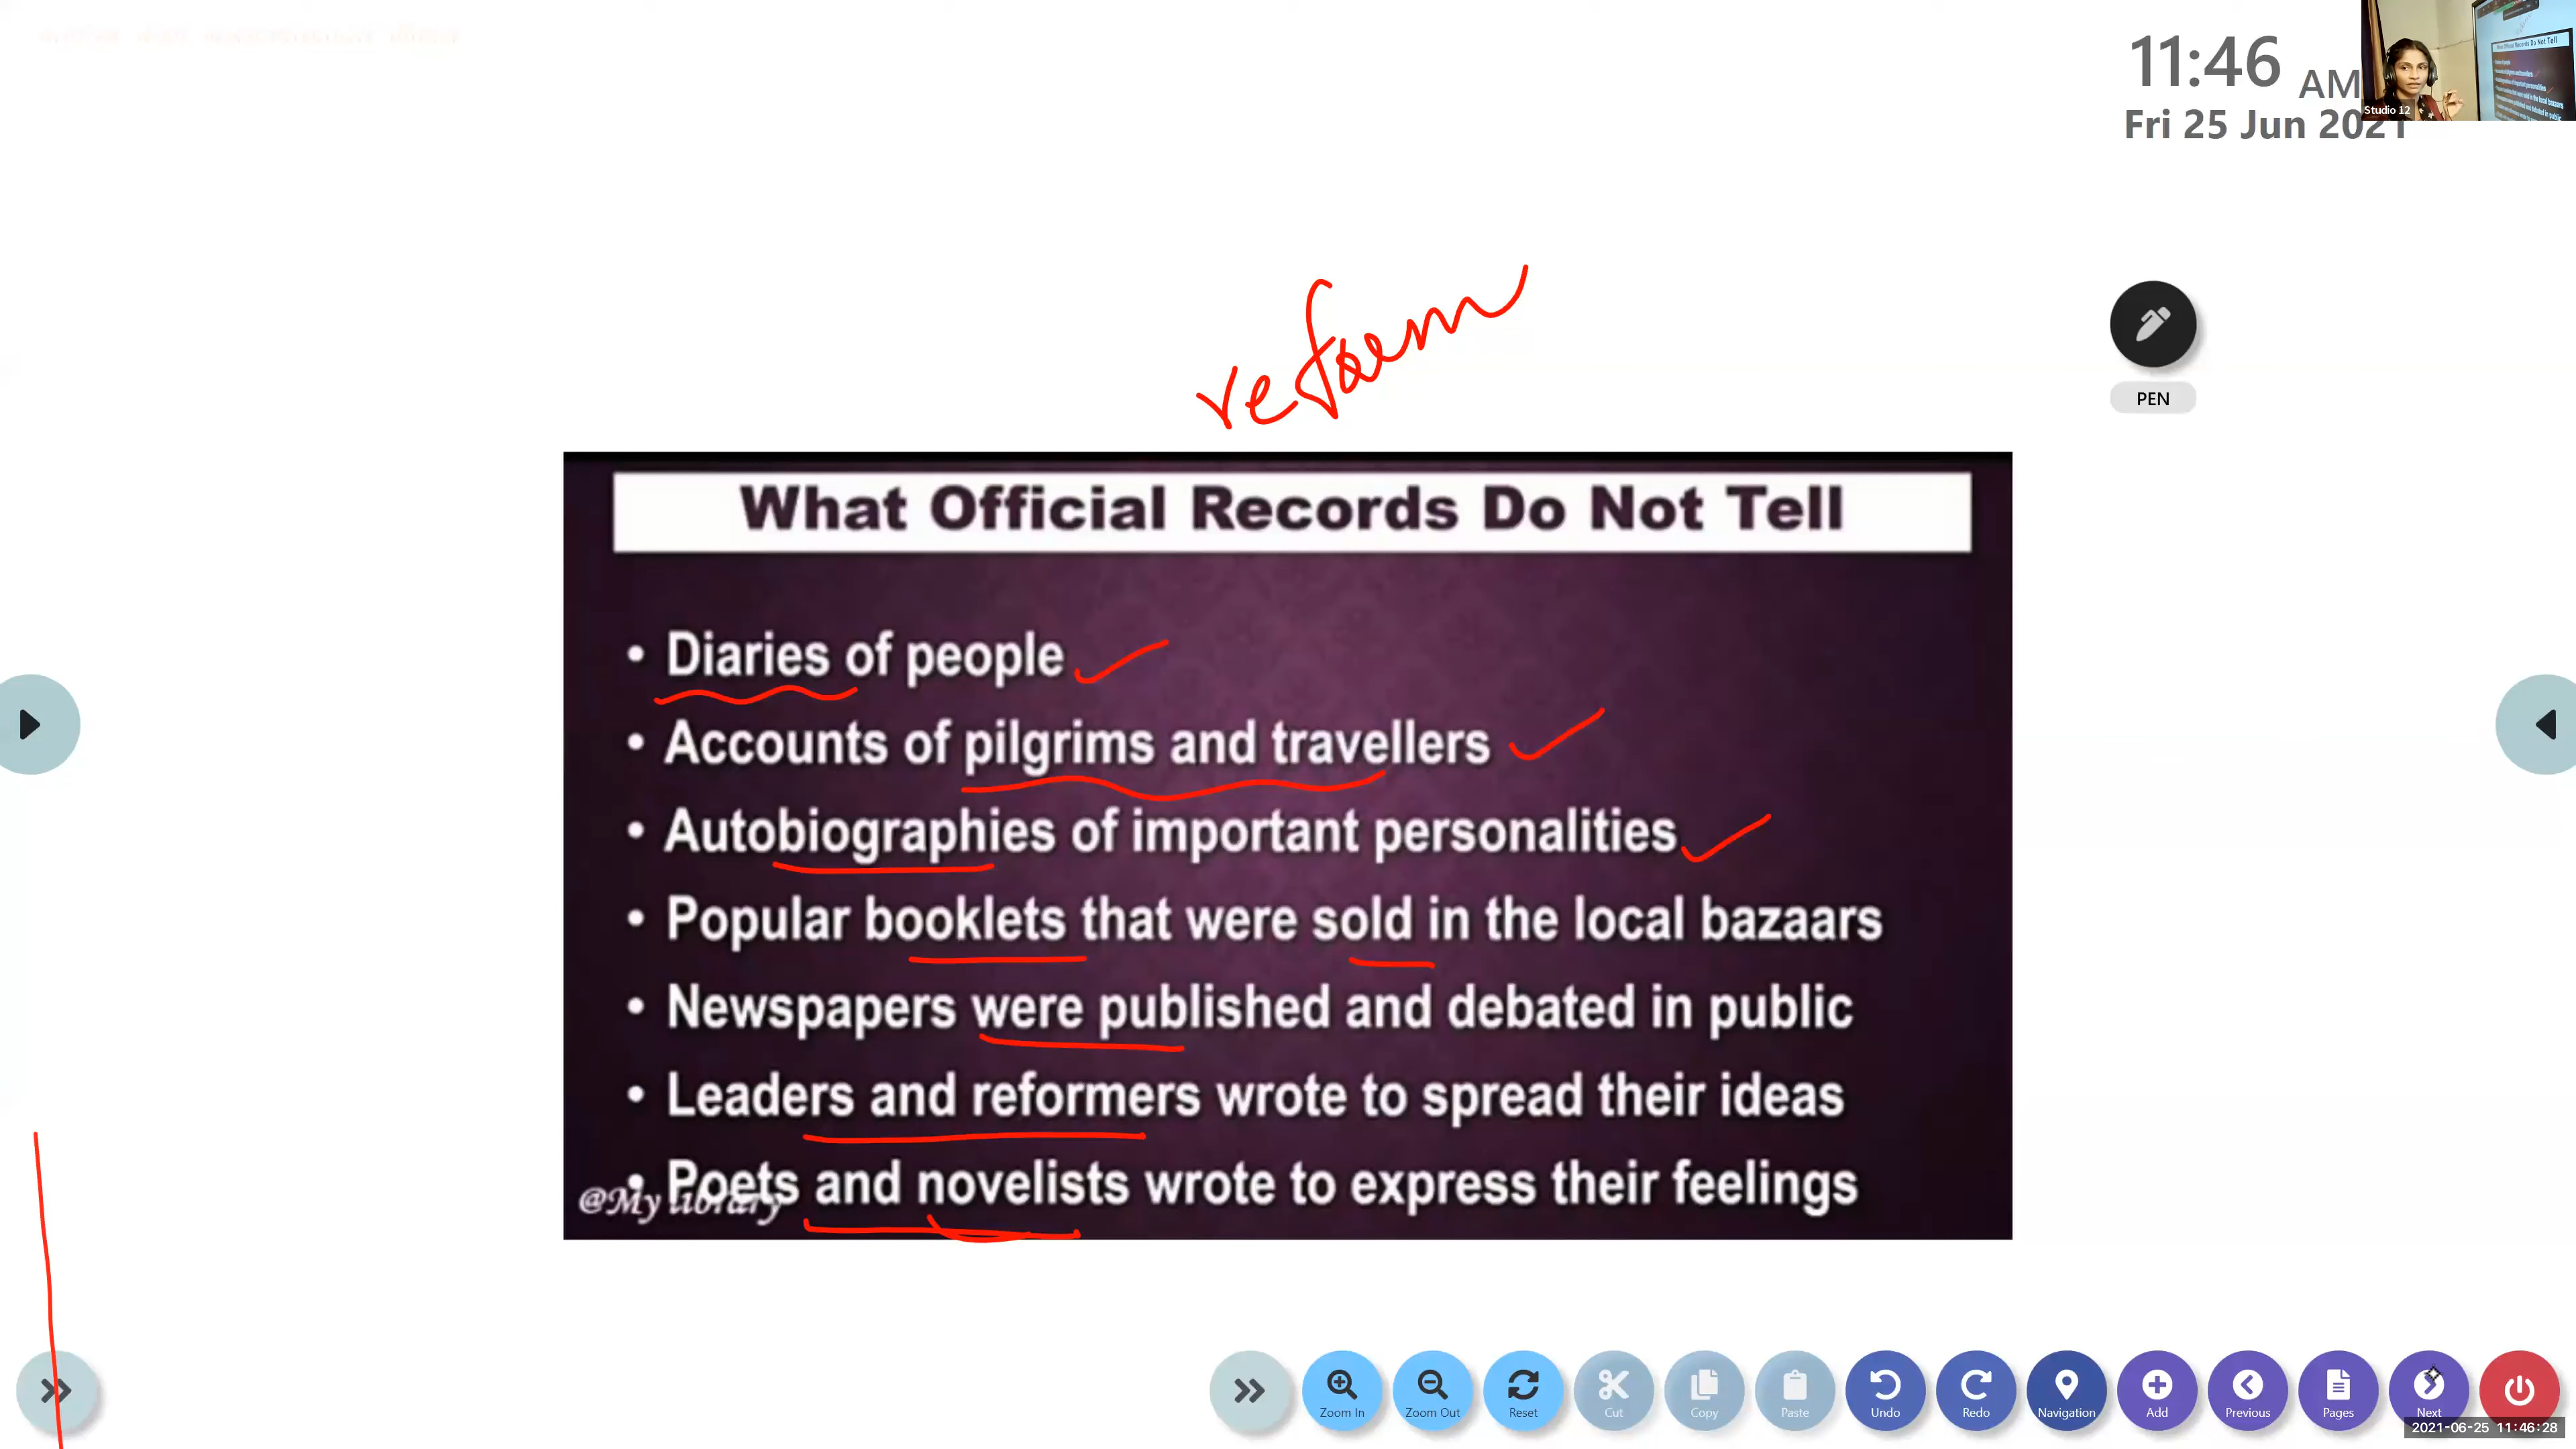 11:46 AM
Studio 12
Fri 25 Jun 2021
reform
PEN
What Official Records Do Not Tell
• Diaries of people
• Accounts of pilgrims and travellers
• Autobiographies of important personalities
• Popular booklets that were sold in the local bazaars
• Newspapers were published and debated in public
• Leaders and reformers wrote to spread their ideas
• Poets and novelists wrote to express their feelings
@My library
Zoom In Zoom Out Reset Cut Copy Paste Undo Redo Navigation Add Previous Pages Next
2021-06-25 11:46:28